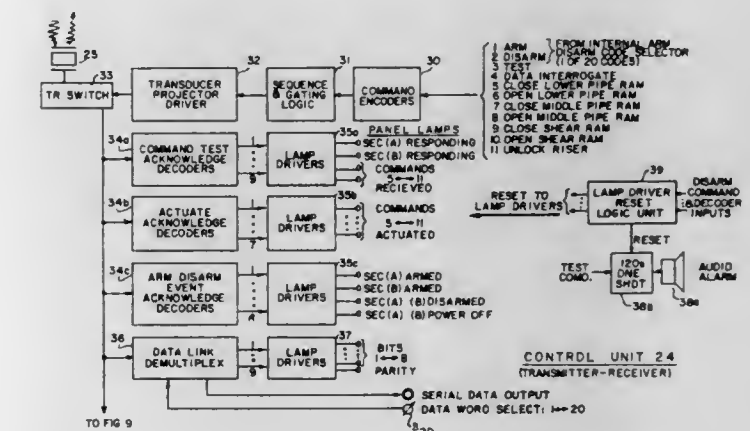 25
33
TR SWITCH
32
TRANSDUCER
PROJECTOR
DRIVER
31
SEQUENCE
& GATING
LOGIC
30
COMMAND
ENCODERS
1 ARM
2 DISARM
FROM INTERNAL ARM
DISARM CODE SELECTOR
(1 OF 20 CODES)
3 TEST
4 DATA INTERROGATE
5 CLOSE LOWER PIPE RAM
6 OPEN LOWER PIPE RAM
7 CLOSE MIDDLE PIPE RAM
8 OPEN MIDDLE PIPE RAM
9 CLOSE SHEAR RAM
10 OPEN SHEAR RAM
11 UNLOCK RISER
34a
COMMAND TEST
ACKNOWLEDGE
DECODERS
1
9
35a
LAMP
DRIVERS
PANEL LAMPS
SEC(A) RESPONDING
SEC(B) RESPONDING
COMMANDS
5 ↔ 11
RECIEVED
34b
ACTUATE
ACKNOWLEDGE
DECODERS
1
7
35b
LAMP
DRIVERS
COMMANDS
5 ↔ 11
ACTUATED
34c
ARM DISARM
EVENT
ACKNOWLEDGE
DECODERS
1
35c
LAMP
DRIVERS
SEC(A) ARMED
SEC(B) ARMED
SEC(A) (B) DISARMED
SEC(A) (B) POWER OFF
36
DATA LINK
DEMULTIPLEX
1
9
37
LAMP
DRIVERS
BITS
1 ↔ 8
PARITY
SERIAL DATA OUTPUT
DATA WORD SELECT: 1 ↔ 20
TO FIG 9
39
RESET TO
LAMP DRIVERS
LAMP DRIVER
RESET
LOGIC UNIT
DISARM
COMMAND
& DECODER
INPUTS
RESET
TEST
COMD.
120s
ONE
SHOT
38b
38a
AUDIO
ALARM
CONTROL UNIT 24
(TRANSMITTER-RECEIVER)